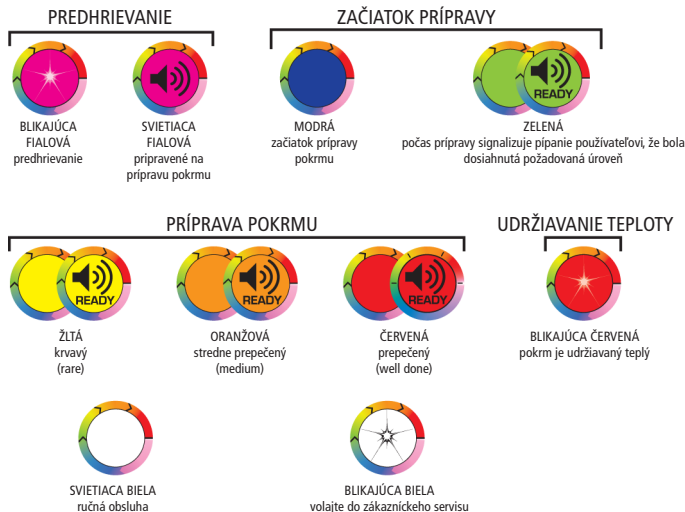 PREDHRIEVANIE
ZAČIATOK PRÍPRAVY
READY
BLIKAJÚCA
FIALOVÁ
predhrievanie
SVIETIACA
FIALOVÁ
pripravené na
prípravu pokrmu
MODRÁ
začiatok prípravy
pokrmu
ZELENÁ
počas prípravy signalizuje pípanie používateľovi, že bola
dosiahnutá požadovaná úroveň
PRÍPRAVA POKRMU
UDRŽIAVANIE TEPLOTY
READY
READY
READY
ŽLTÁ
krvavý
(rare)
ORANŽOVÁ
stredne prepečený
(medium)
ČERVENÁ
prepečený
(well done)
BLIKAJÚCA ČERVENÁ
pokrm je udržiavaný teplý
SVIETIACA BIELA
ručná obsluha
BLIKAJÚCA BIELA
volajte do zákazníckeho servisu